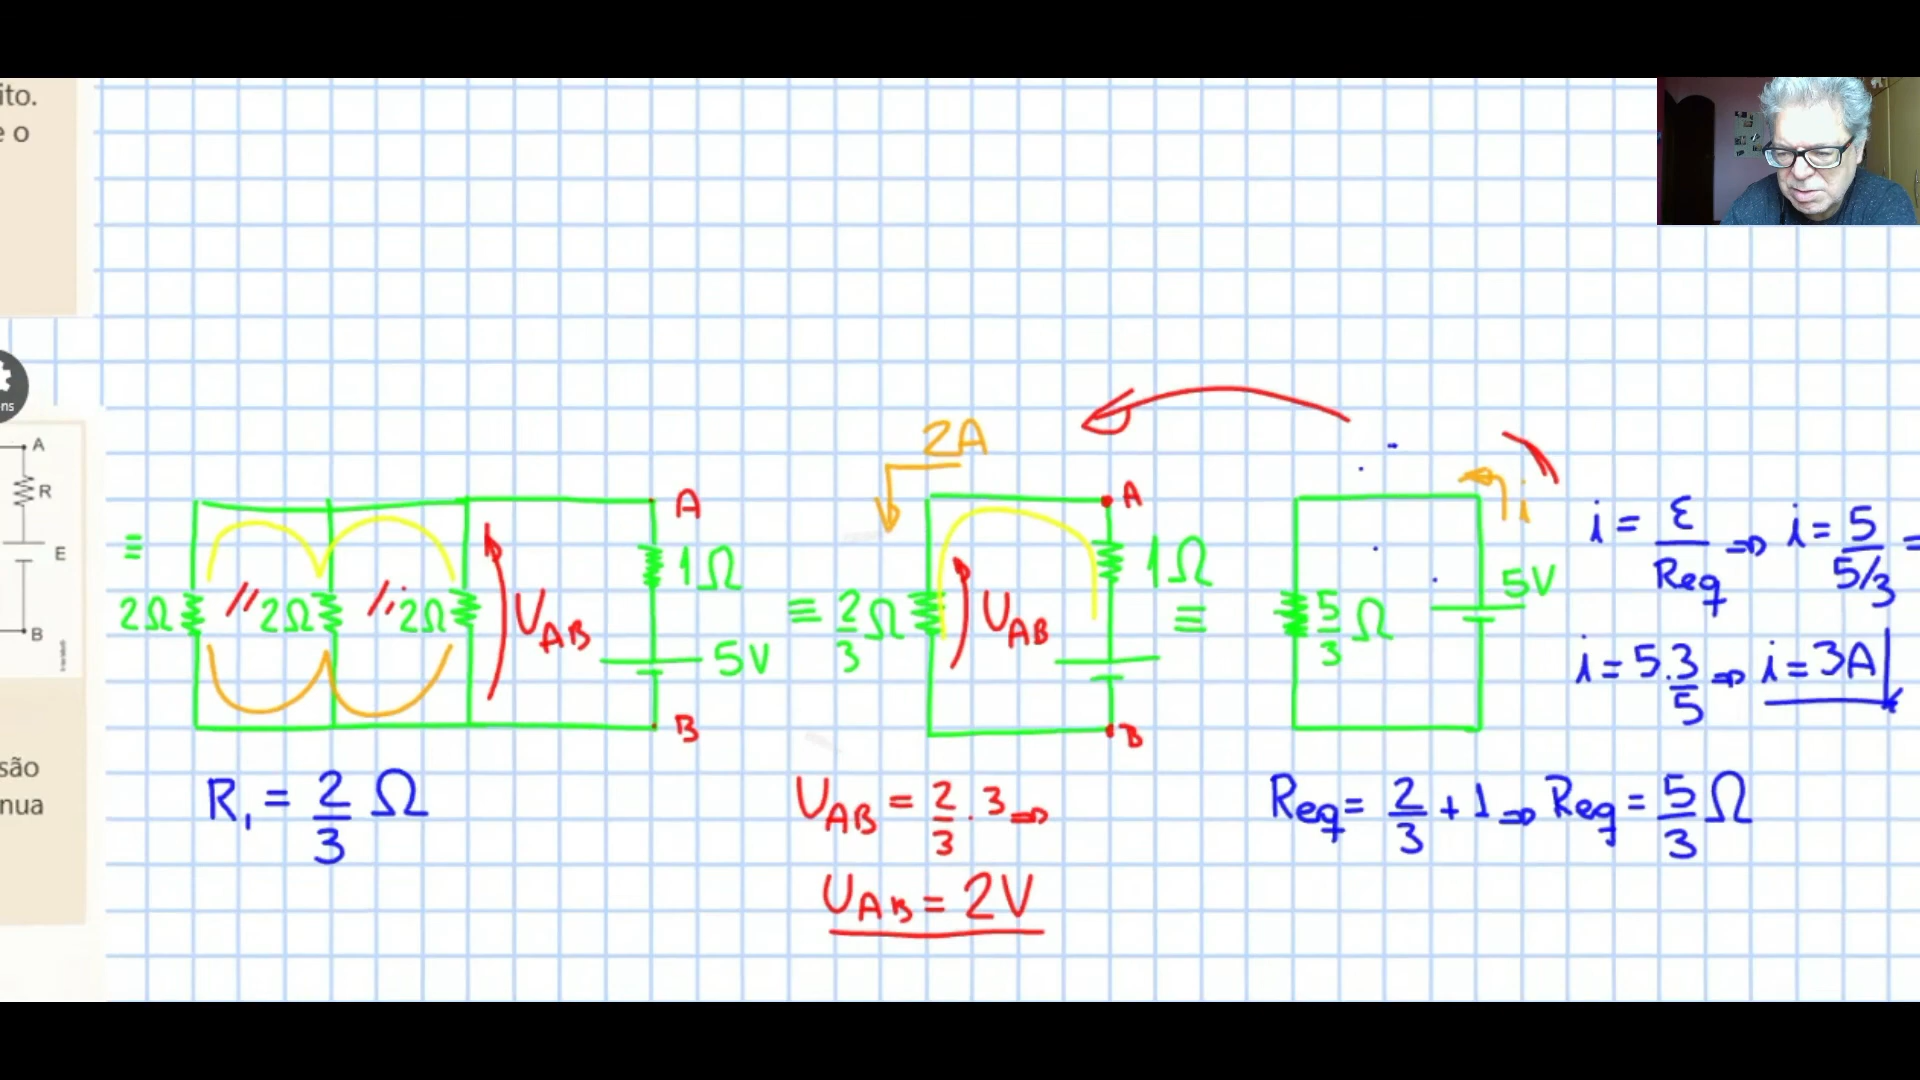 ito.
e o
ns
A
R
E
B
são
nua
≡
2Ω // 2Ω // 2Ω
U_AB
A
1Ω
5V
B
R₁ = 2/3 Ω
2A
≡ 2/3 Ω
U_AB
A
1Ω
B
U_AB = 2/3 . 3 ⇒
U_AB = 2V
≡
5/3 Ω
i
5V
Req = 2/3 + 1 ⇒ Req = 5/3 Ω
i = ε/Req ⇒ i = 5/5/3 =
i = 5.3/5 ⇒ i = 3A